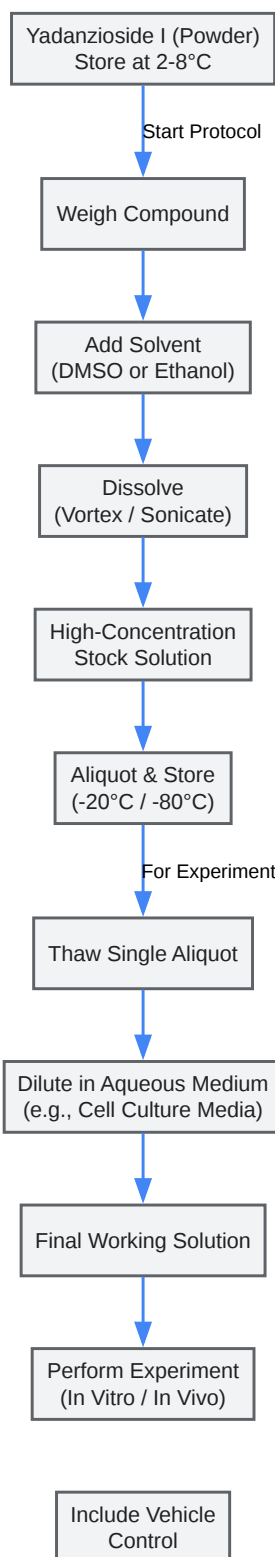 Yadanzioside I (Powder)
Store at 2-8°C
Start Protocol
Weigh Compound
Add Solvent
(DMSO or Ethanol)
Dissolve
(Vortex / Sonicate)
High-Concentration
Stock Solution
Aliquot & Store
(-20°C / -80°C)
For Experiment
Thaw Single Aliquot
Dilute in Aqueous Medium
(e.g., Cell Culture Media)
Final Working Solution
Perform Experiment
(In Vitro / In Vivo)
Include Vehicle
Control